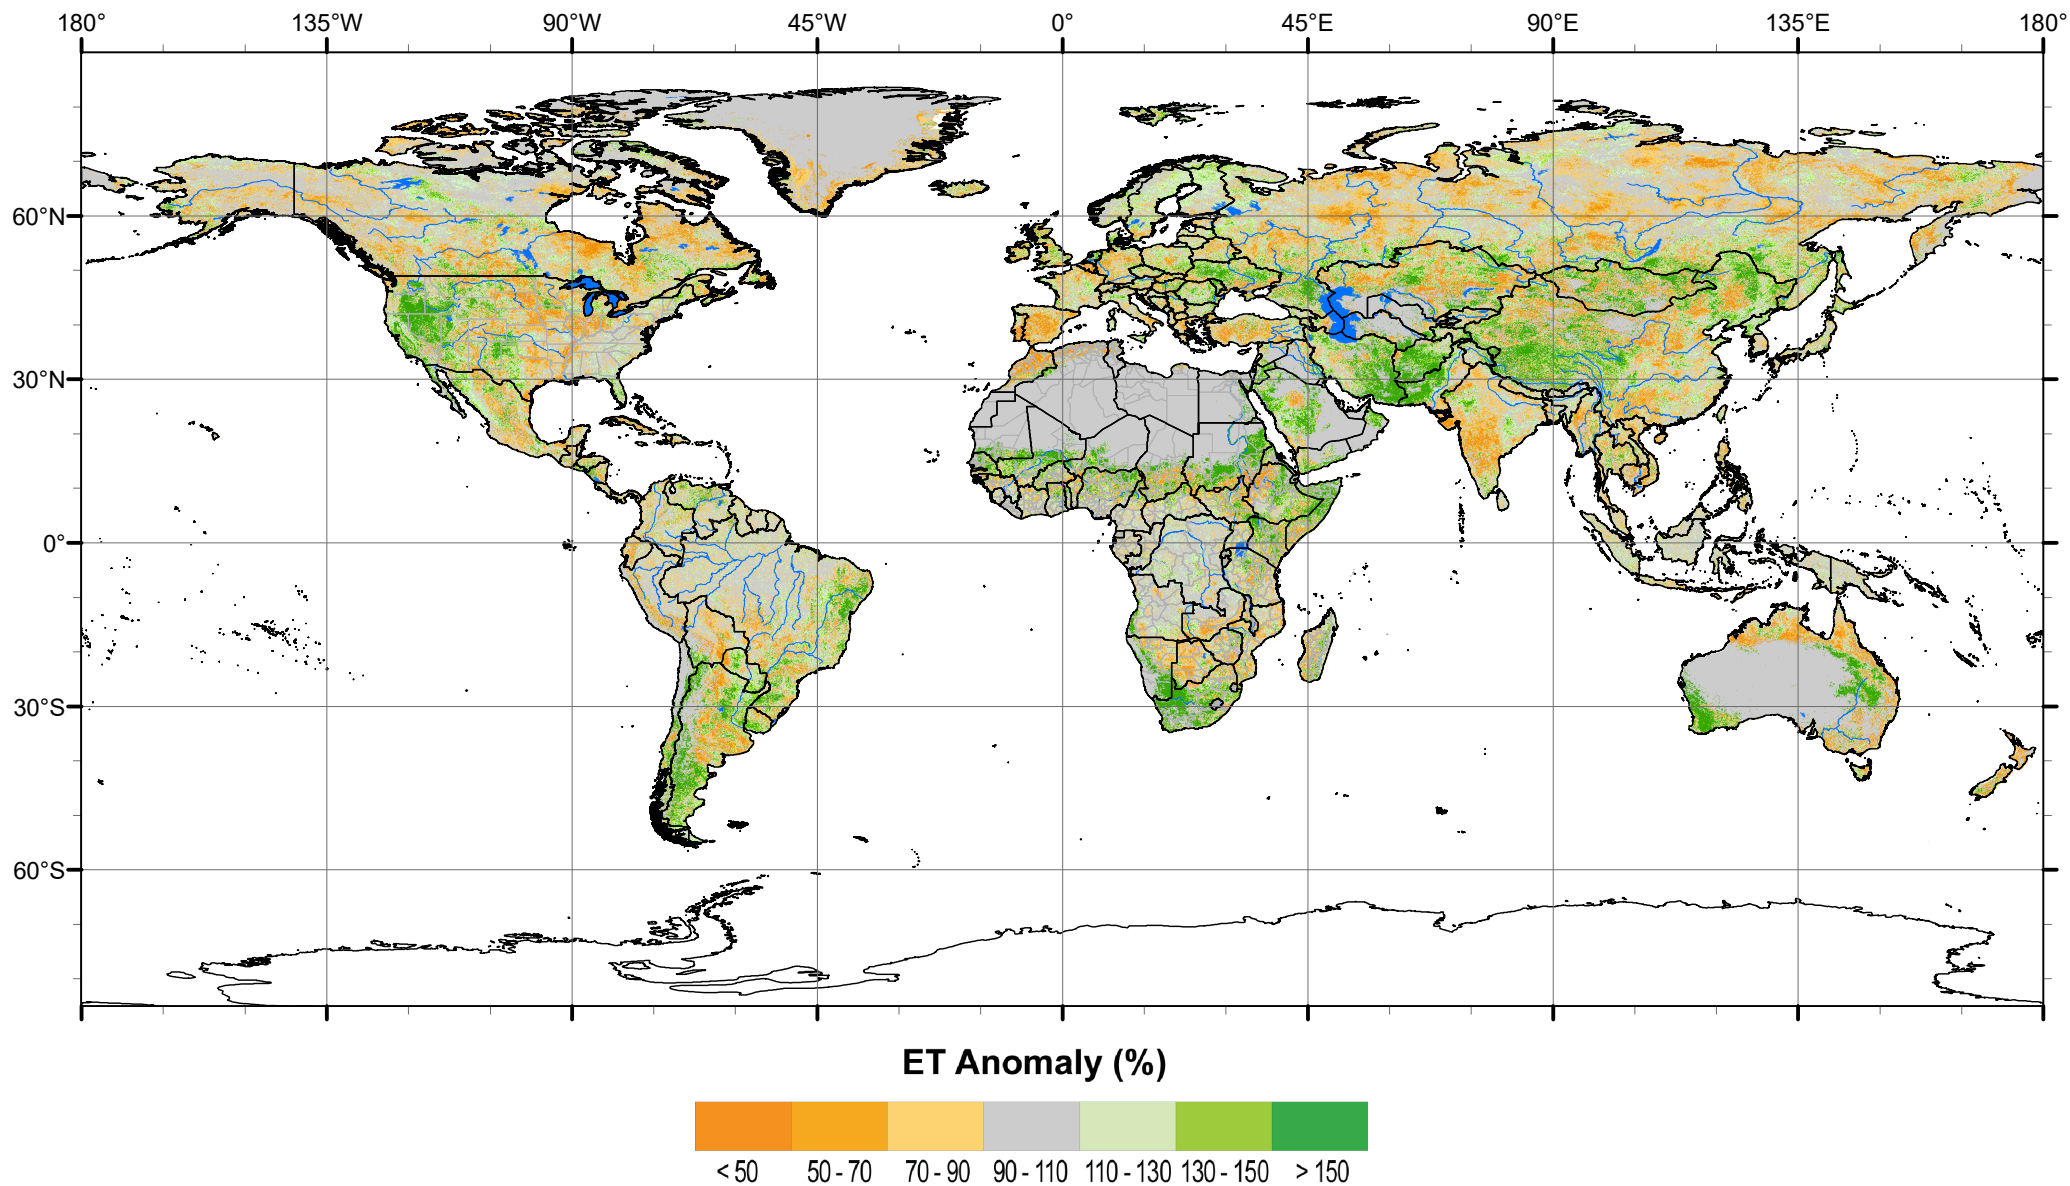 180° 135°W 90°W 45°W 0° 45°E 90°E 135°E 180°
60°N
30°N
0°
30°S
60°S
ET Anomaly (%)
< 50 50 - 70 70 - 90 90 - 110 110 - 130 130 - 150 > 150